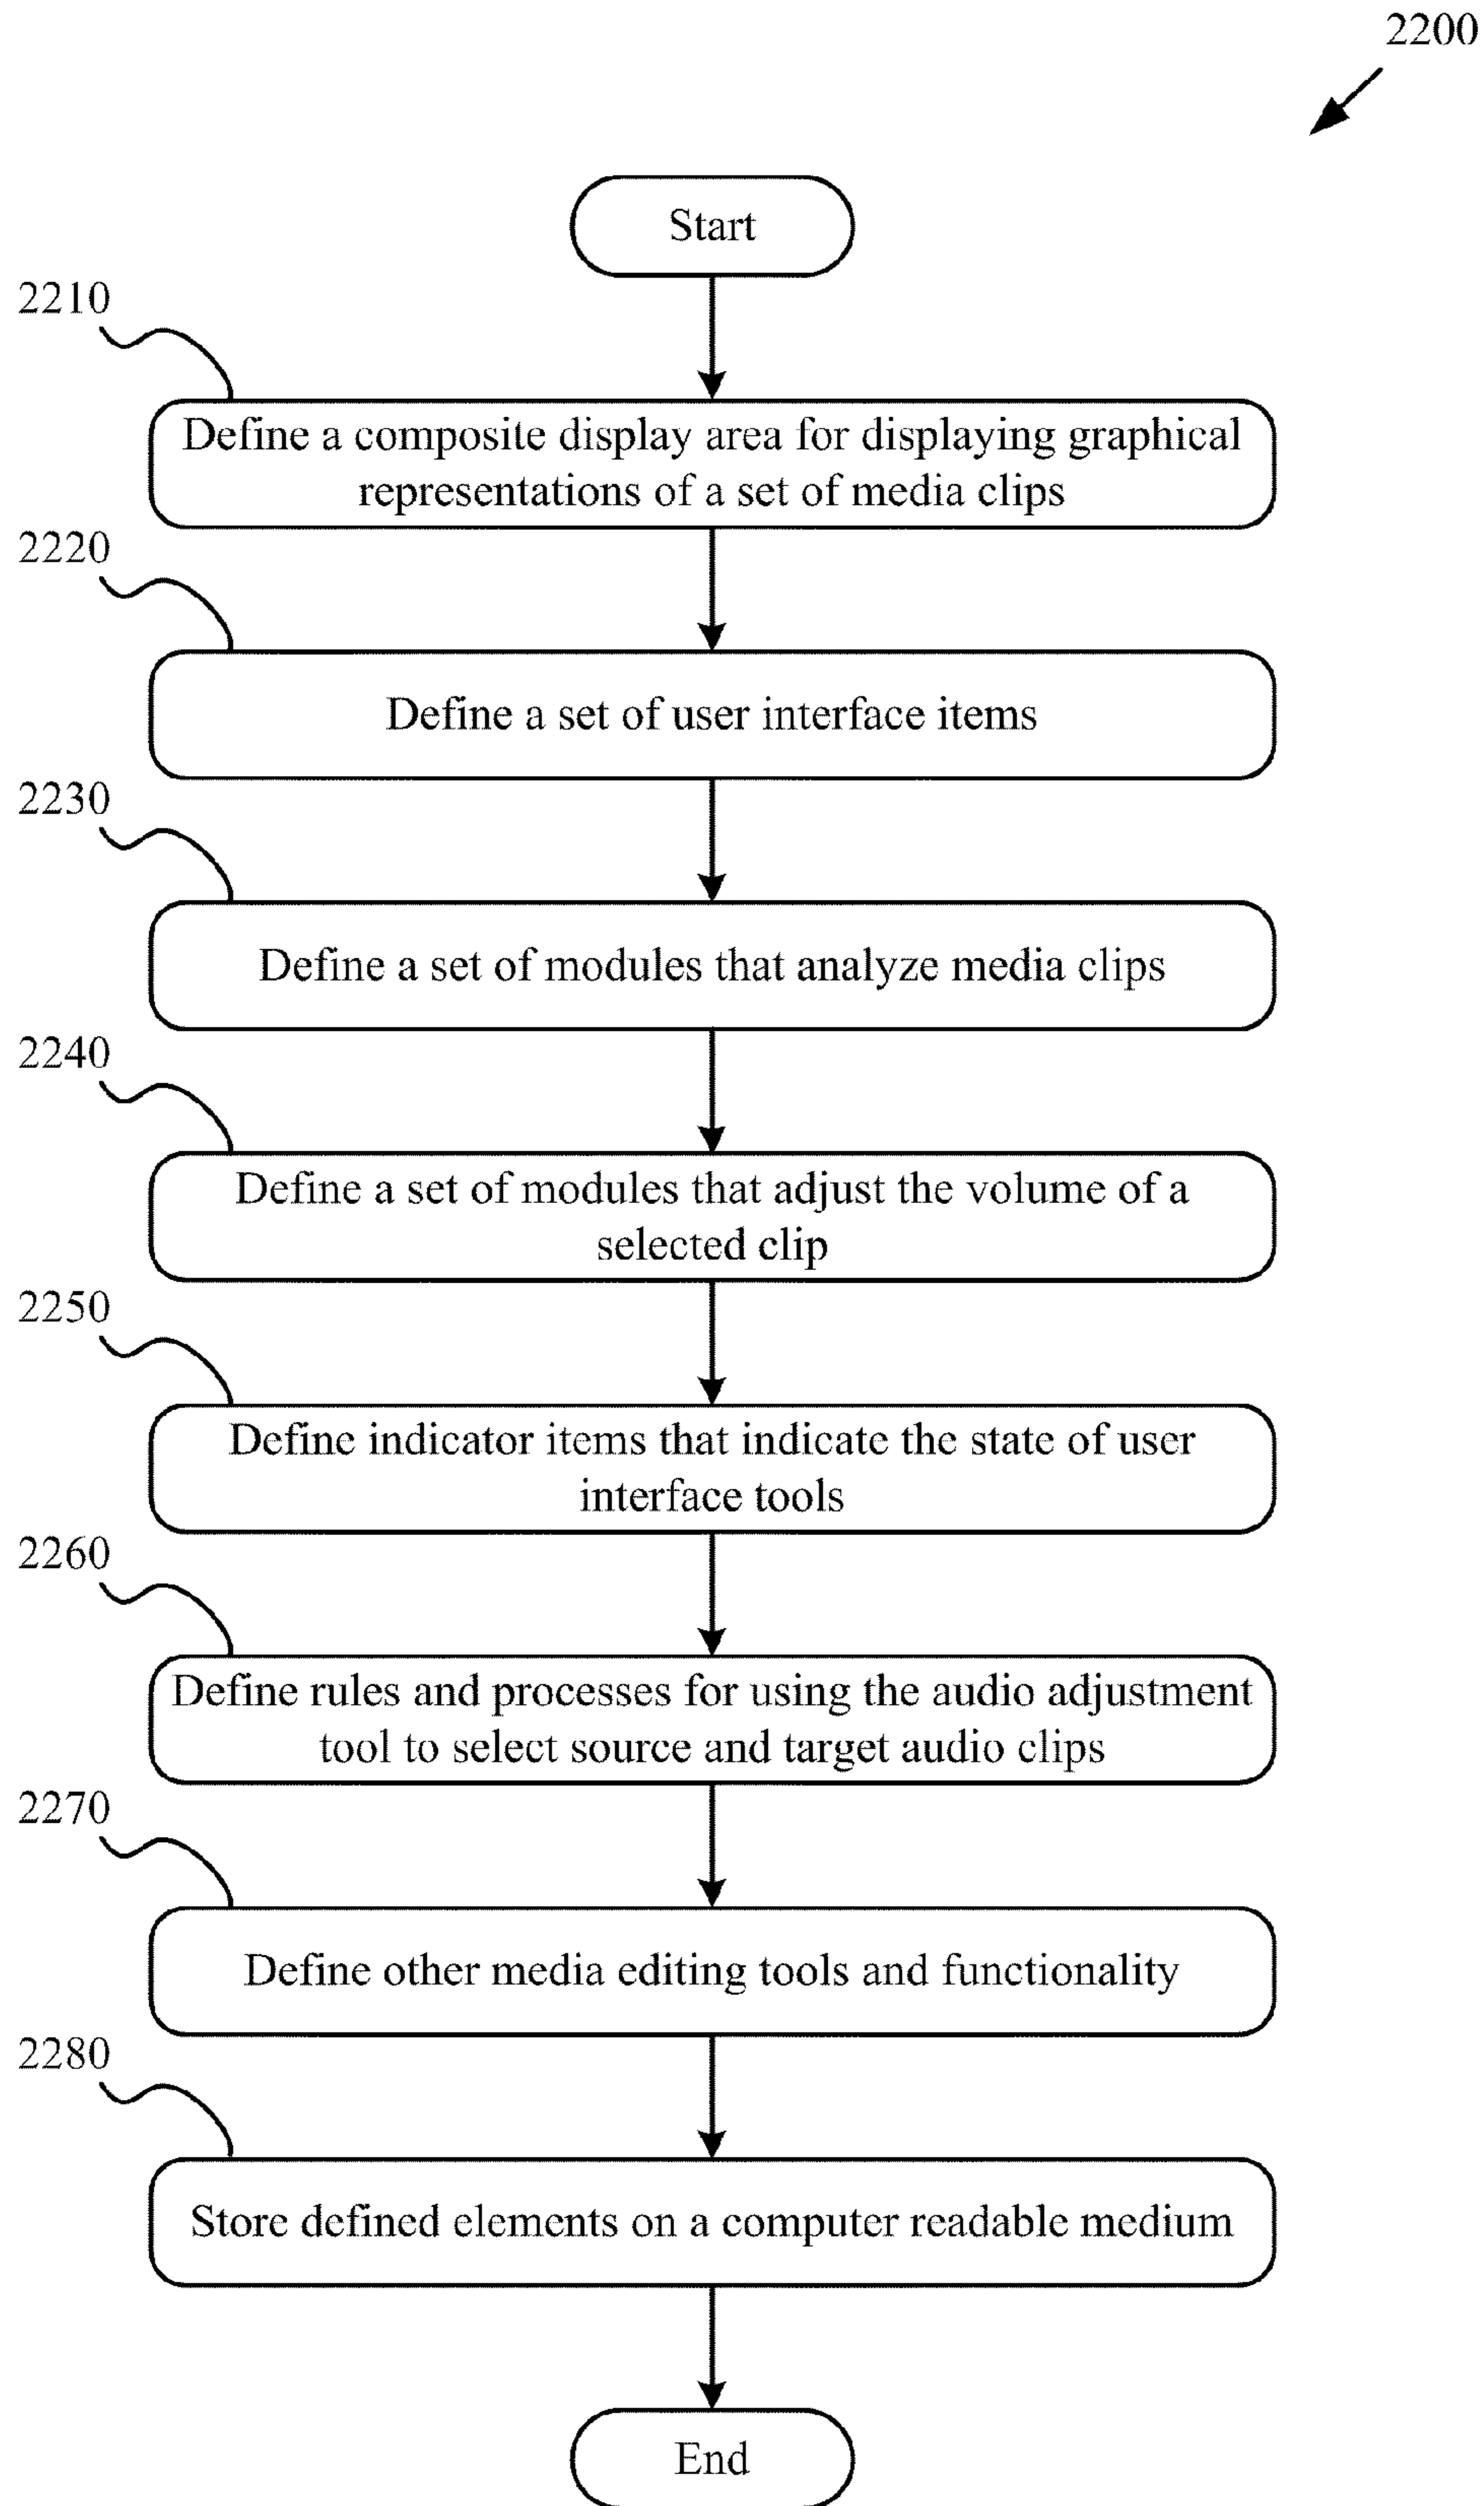 2200
Start
2210
Define a composite display area for displaying graphical
representations of a set of media clips
2220
Define a set of user interface items
2230
Define a set of modules that analyze media clips
2240
Define a set of modules that adjust the volume of a
selected clip
2250
Define indicator items that indicate the state of user
interface tools
2260
Define rules and processes for using the audio adjustment
tool to select source and target audio clips
2270
Define other media editing tools and functionality
2280
Store defined elements on a computer readable medium
End